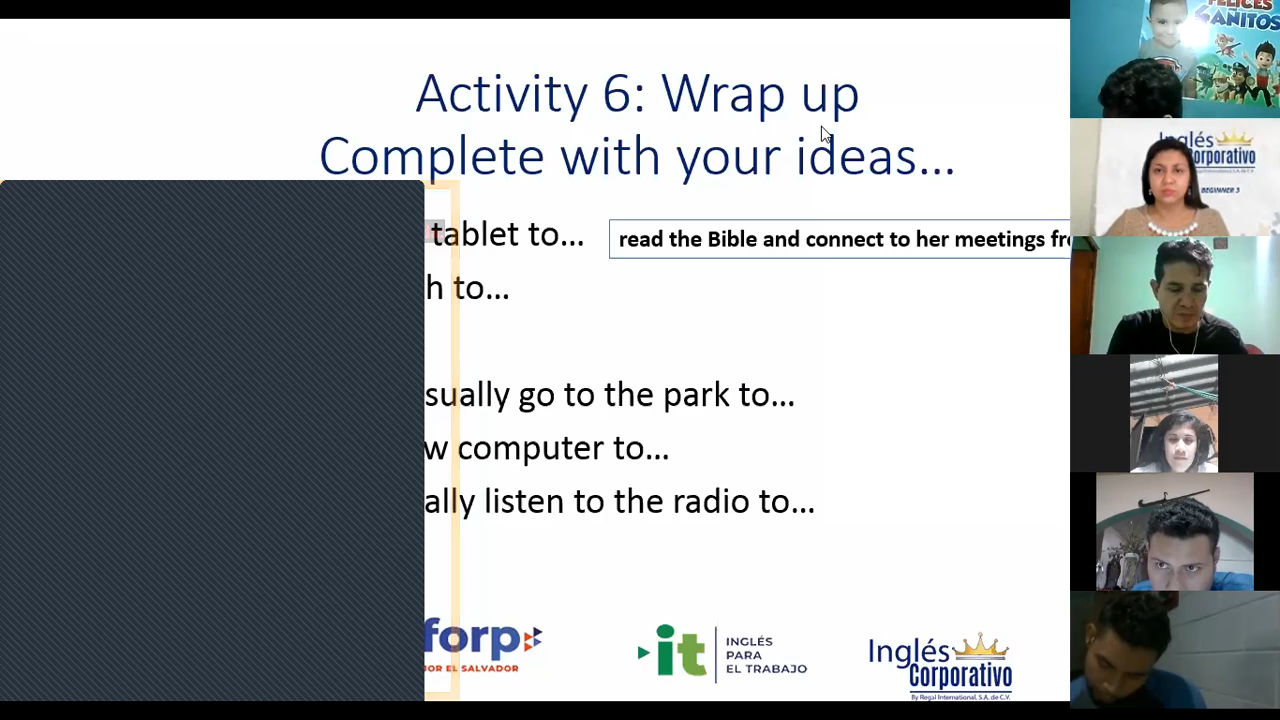 Activity 6: Wrap up
Complete with your ideas...
tablet to...
read the Bible and connect to her meetings
h to...
sually go to the park to...
w computer to...
ally listen to the radio to...
forp
OR EL SALVADOR
it
INGLÉS
PARA
EL TRABAJO
Inglés
Corporativo
By Regal International, S.A. de C.V.
FELICES
AÑITOS
Inglés
Corporativo
BEGINNER 3